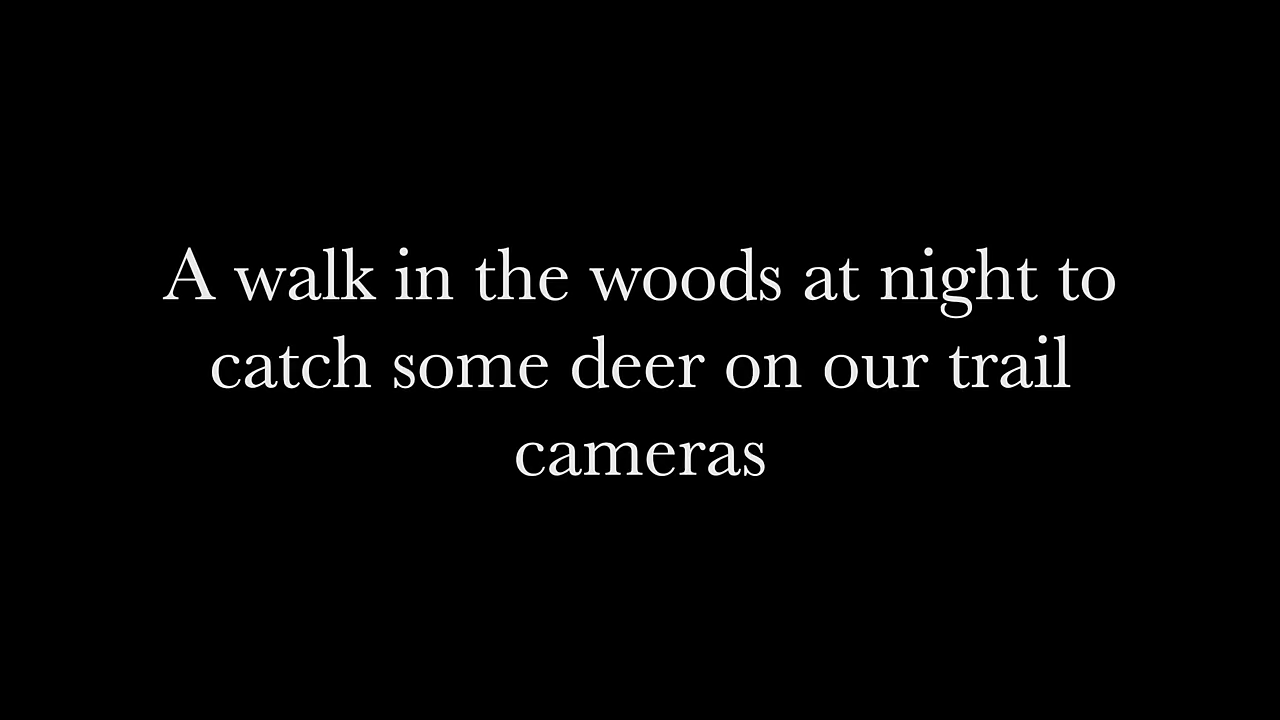 A walk in the woods at night to
catch some deer on our trail
cameras